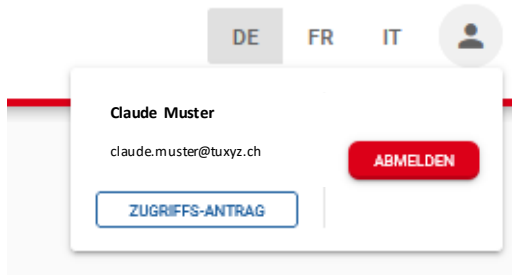 DE FR IT
Claude Muster
claude.muster@tuxyz.ch
ABMELDEN
ZUGRIFFS-ANTRAG